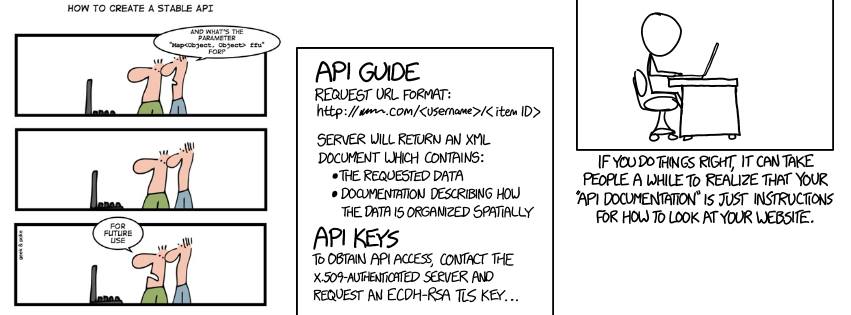 HOW TO CREATE A STABLE API
AND WHAT'S THE
PARAMETER
"Map<Object, Object> ffu"
FOR?
FOR
FUTURE
USE
geek & poke
API GUIDE
REQUEST URL FORMAT:
http://.com/<username>/<item ID>
SERVER WILL RETURN AN XML
DOCUMENT WHICH CONTAINS:
• THE REQUESTED DATA
• DOCUMENTATION DESCRIBING HOW
THE DATA IS ORGANIZED SPATIALLY
API KEYS
TO OBTAIN API ACCESS, CONTACT THE
X.509-AUTHENTICATED SERVER AND
REQUEST AN ECDH-RSA TLS KEY...
IF YOU DO THINGS RIGHT, IT CAN TAKE
PEOPLE A WHILE TO REALIZE THAT YOUR
"API DOCUMENTATION" IS JUST INSTRUCTIONS
FOR HOW TO LOOK AT YOUR WEBSITE.